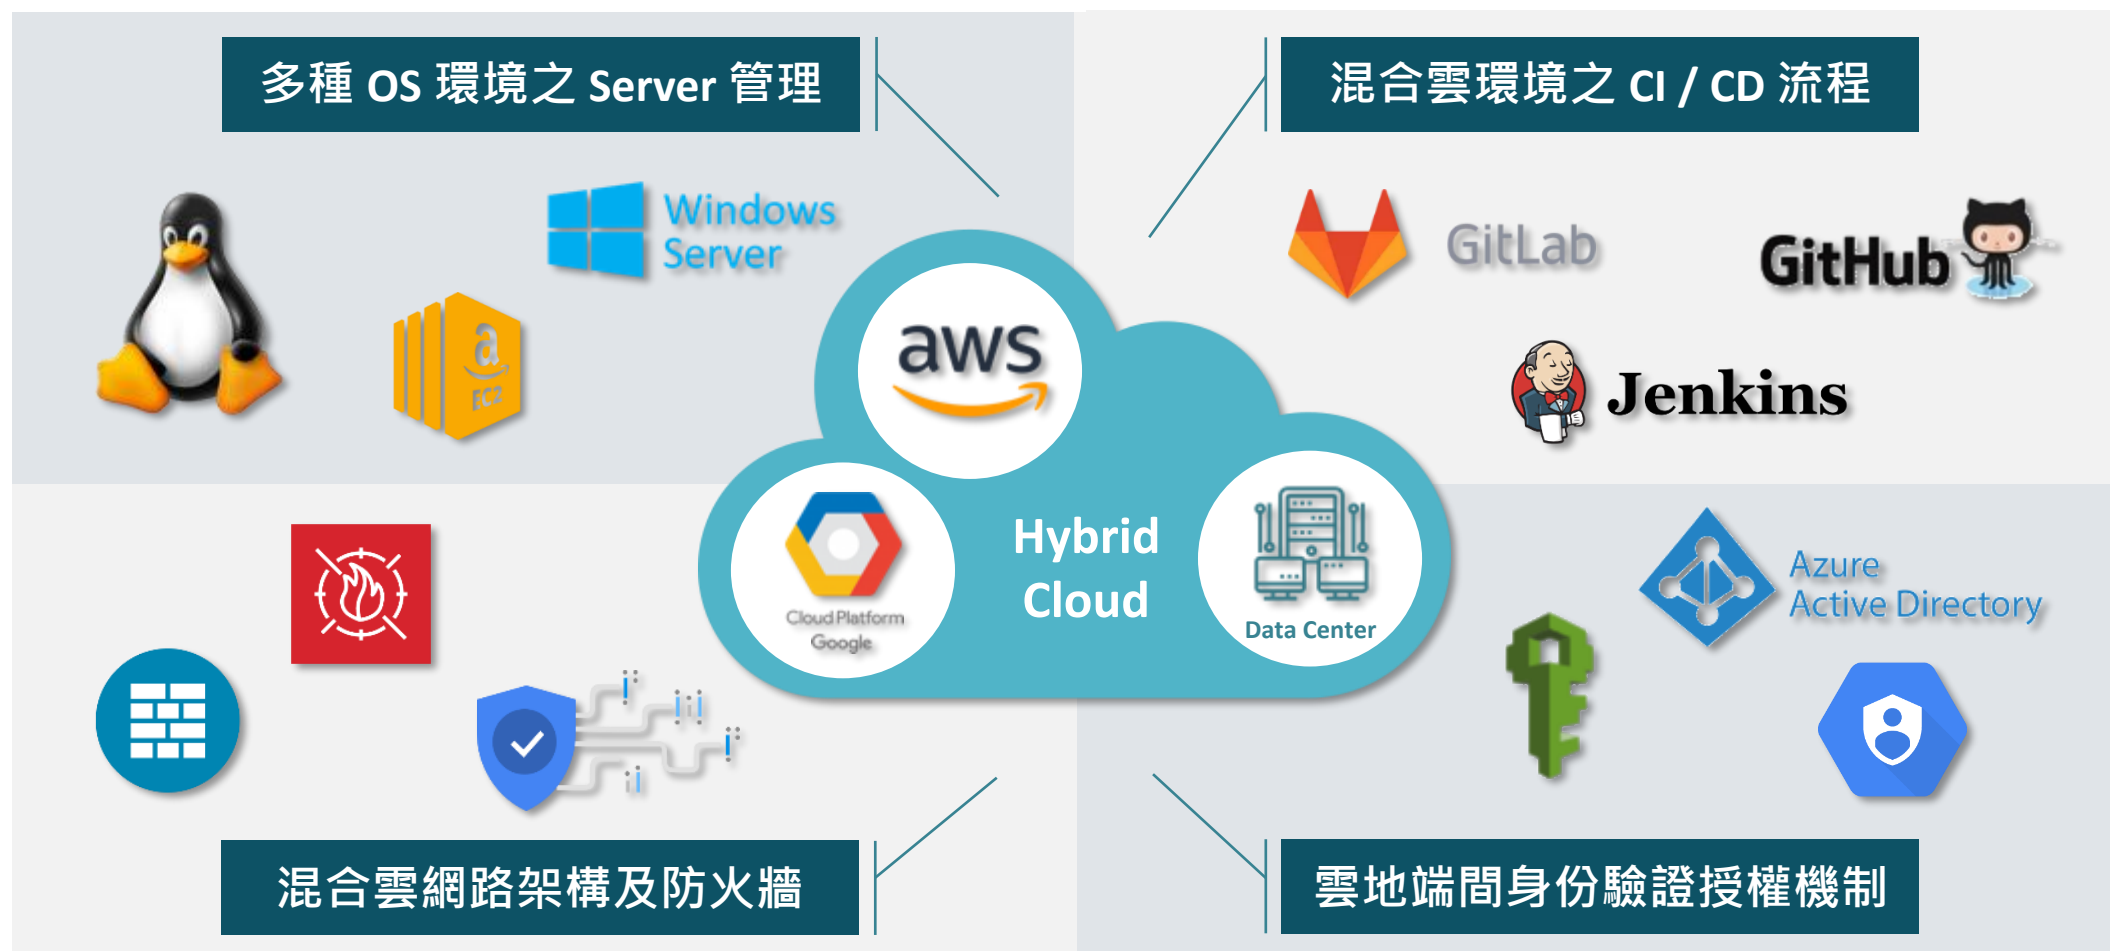 多種 OS 環境之 Server 管理
混合雲環境之 CI / CD 流程
Windows
Server
a
EC2
GitLab
GitHub
Jenkins
aws
Hybrid
Cloud
Cloud Platform
Google
Data Center
Azure
Active Directory
混合雲網路架構及防火牆
雲地端間身份驗證授權機制